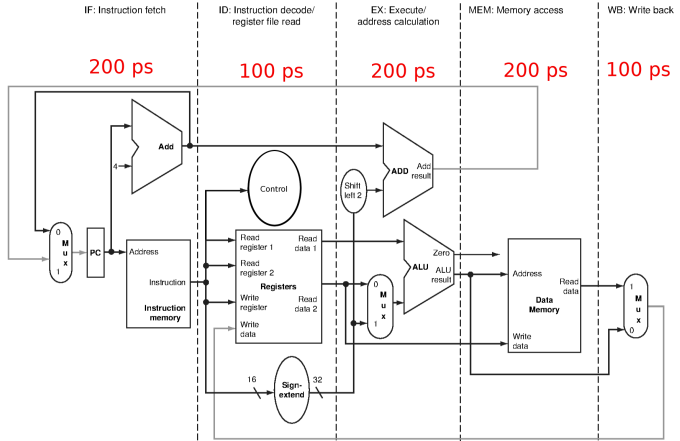 IF: Instruction fetch
ID: Instruction decode/
register file read
EX: Execute/
address calculation
MEM: Memory access
WB: Write back
200 ps
100 ps
200 ps
200 ps
100 ps
Add
4
ADD
Add
result
Shift
left 2
Control
0
M
u
x
1
PC
Address
Instruction
Instruction
memory
Read
register 1
Read
register 2
Registers
Write
register
Write
data
Read
data 1
Read
data 2
0
M
u
x
1
Zero
ALU
ALU
result
Address
Read
data
Data
Memory
Write
data
1
M
u
x
0
16
Sign-
extend
32